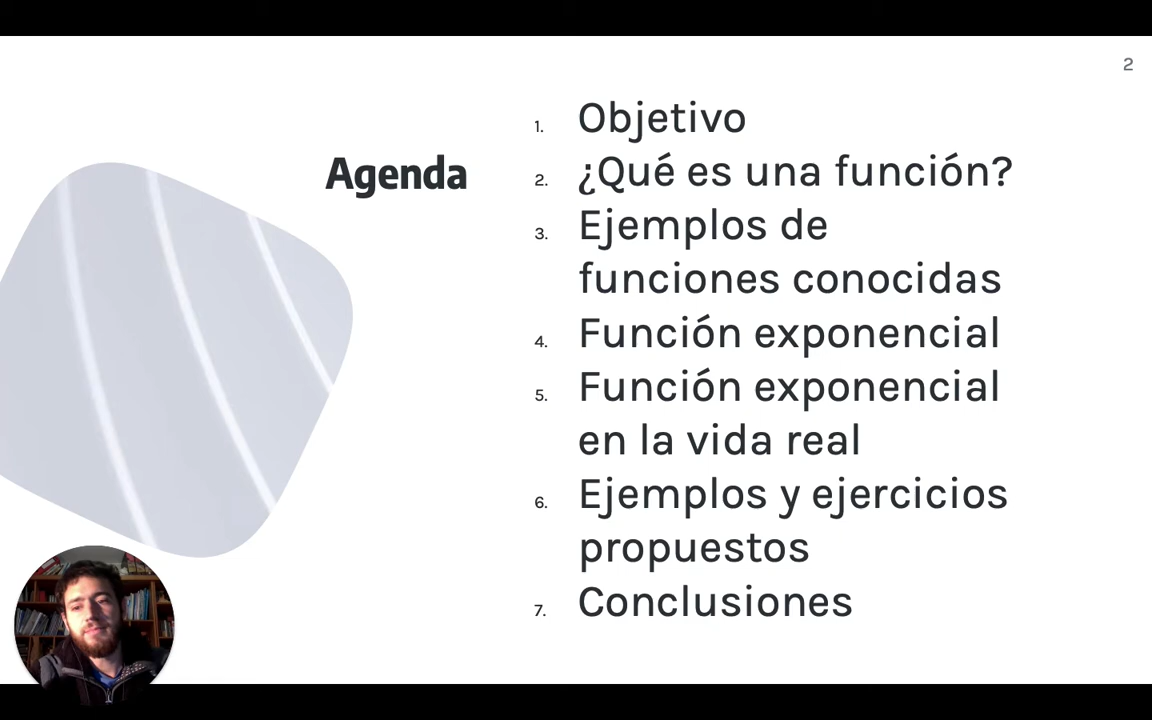 2
Agenda
1. Objetivo
2. ¿Qué es una función?
3. Ejemplos de
funciones conocidas
4. Función exponencial
5. Función exponencial
en la vida real
6. Ejemplos y ejercicios
propuestos
7. Conclusiones